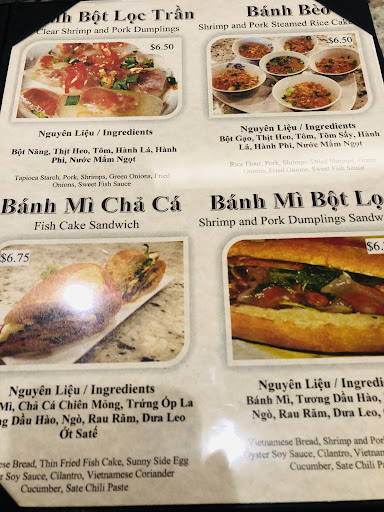 Bánh Bột Lọc Trần
Clear Shrimp and Pork Dumplings
$6.50
Nguyên Liệu / Ingredients
Bột Năng, Thịt Heo, Tôm, Hành Lá, Hành
Phi, Nước Mắm Ngọt
Tapioca Starch, Pork, Shrimps, Green Onions, Fried
Onions, Sweet Fish Sauce
Bánh Bèo
Shrimp and Pork Steamed Rice Cake
$6.50
Nguyên Liệu / Ingredients
Bột Gạo, Thịt Heo, Tôm, Tôm Sấy, Hành
Lá, Hành Phi, Nước Mắm Ngọt
Rice Flour, Pork, Shrimps, Dried Shrimps, Green
Onions, Fried Onions, Sweet Fish Sauce
Bánh Mì Chả Cá
Fish Cake Sandwich
$6.75
Nguyên Liệu / Ingredients
Mì, Chả Cá Chiên Mỏng, Trứng Ốp La
Dầu Hào, Ngò, Rau Răm, Dưa Leo
Ớt Satế
Bread, Thin Fried Fish Cake, Sunny Side Egg
Soy Sauce, Cilantro, Vietnamese Coriander
Cucumber, Sate Chili Paste
Bánh Mì Bột Lọ
Shrimp and Pork Dumplings Sandw
$6
Nguyên Liệu / Ingredi
Bánh Mì, Tương Dầu Hào,
Ngò, Rau Răm, Dưa Leo,
Vietnamese Bread, Shrimp and Por
Oyster Soy Sauce, Cilantro, Vietname
Cucumber, Sate Chili Paste